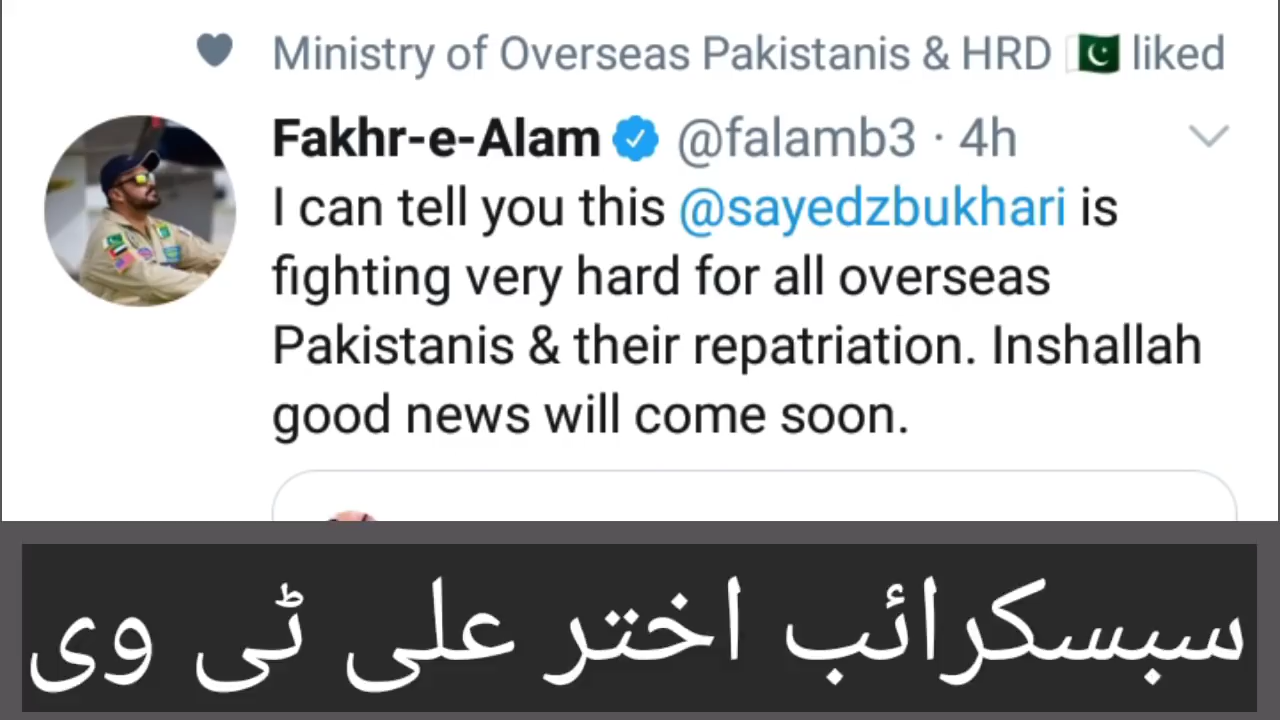 Ministry of Overseas Pakistanis & HRD 🇵🇰 liked
Fakhr-e-Alam @falamb3 · 4h
I can tell you this @sayedzbukhari is
fighting very hard for all overseas
Pakistanis & their repatriation. Inshallah
good news will come soon.
سبسکرائب اختر علی ٹی وی